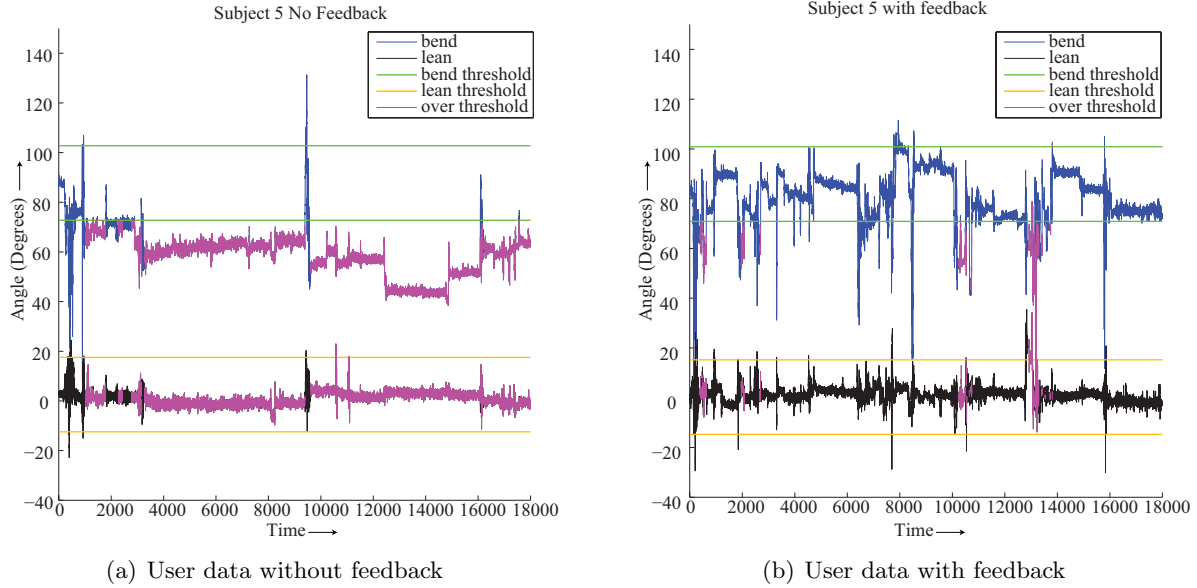 Subject 5 No Feedback
140
120
100
80
60
40
20
0
−20
−40
Angle (Degrees)
0 2000 4000 6000 8000 10000 12000 14000 16000 18000
Time
bend
lean
bend threshold
lean threshold
over threshold
(a) User data without feedback
Subject 5 with feedback
140
120
100
80
60
40
20
0
−20
−40
Angle (Degrees)
0 2000 4000 6000 8000 10000 12000 14000 16000 18000
Time
bend
lean
bend threshold
lean threshold
over threshold
(b) User data with feedback